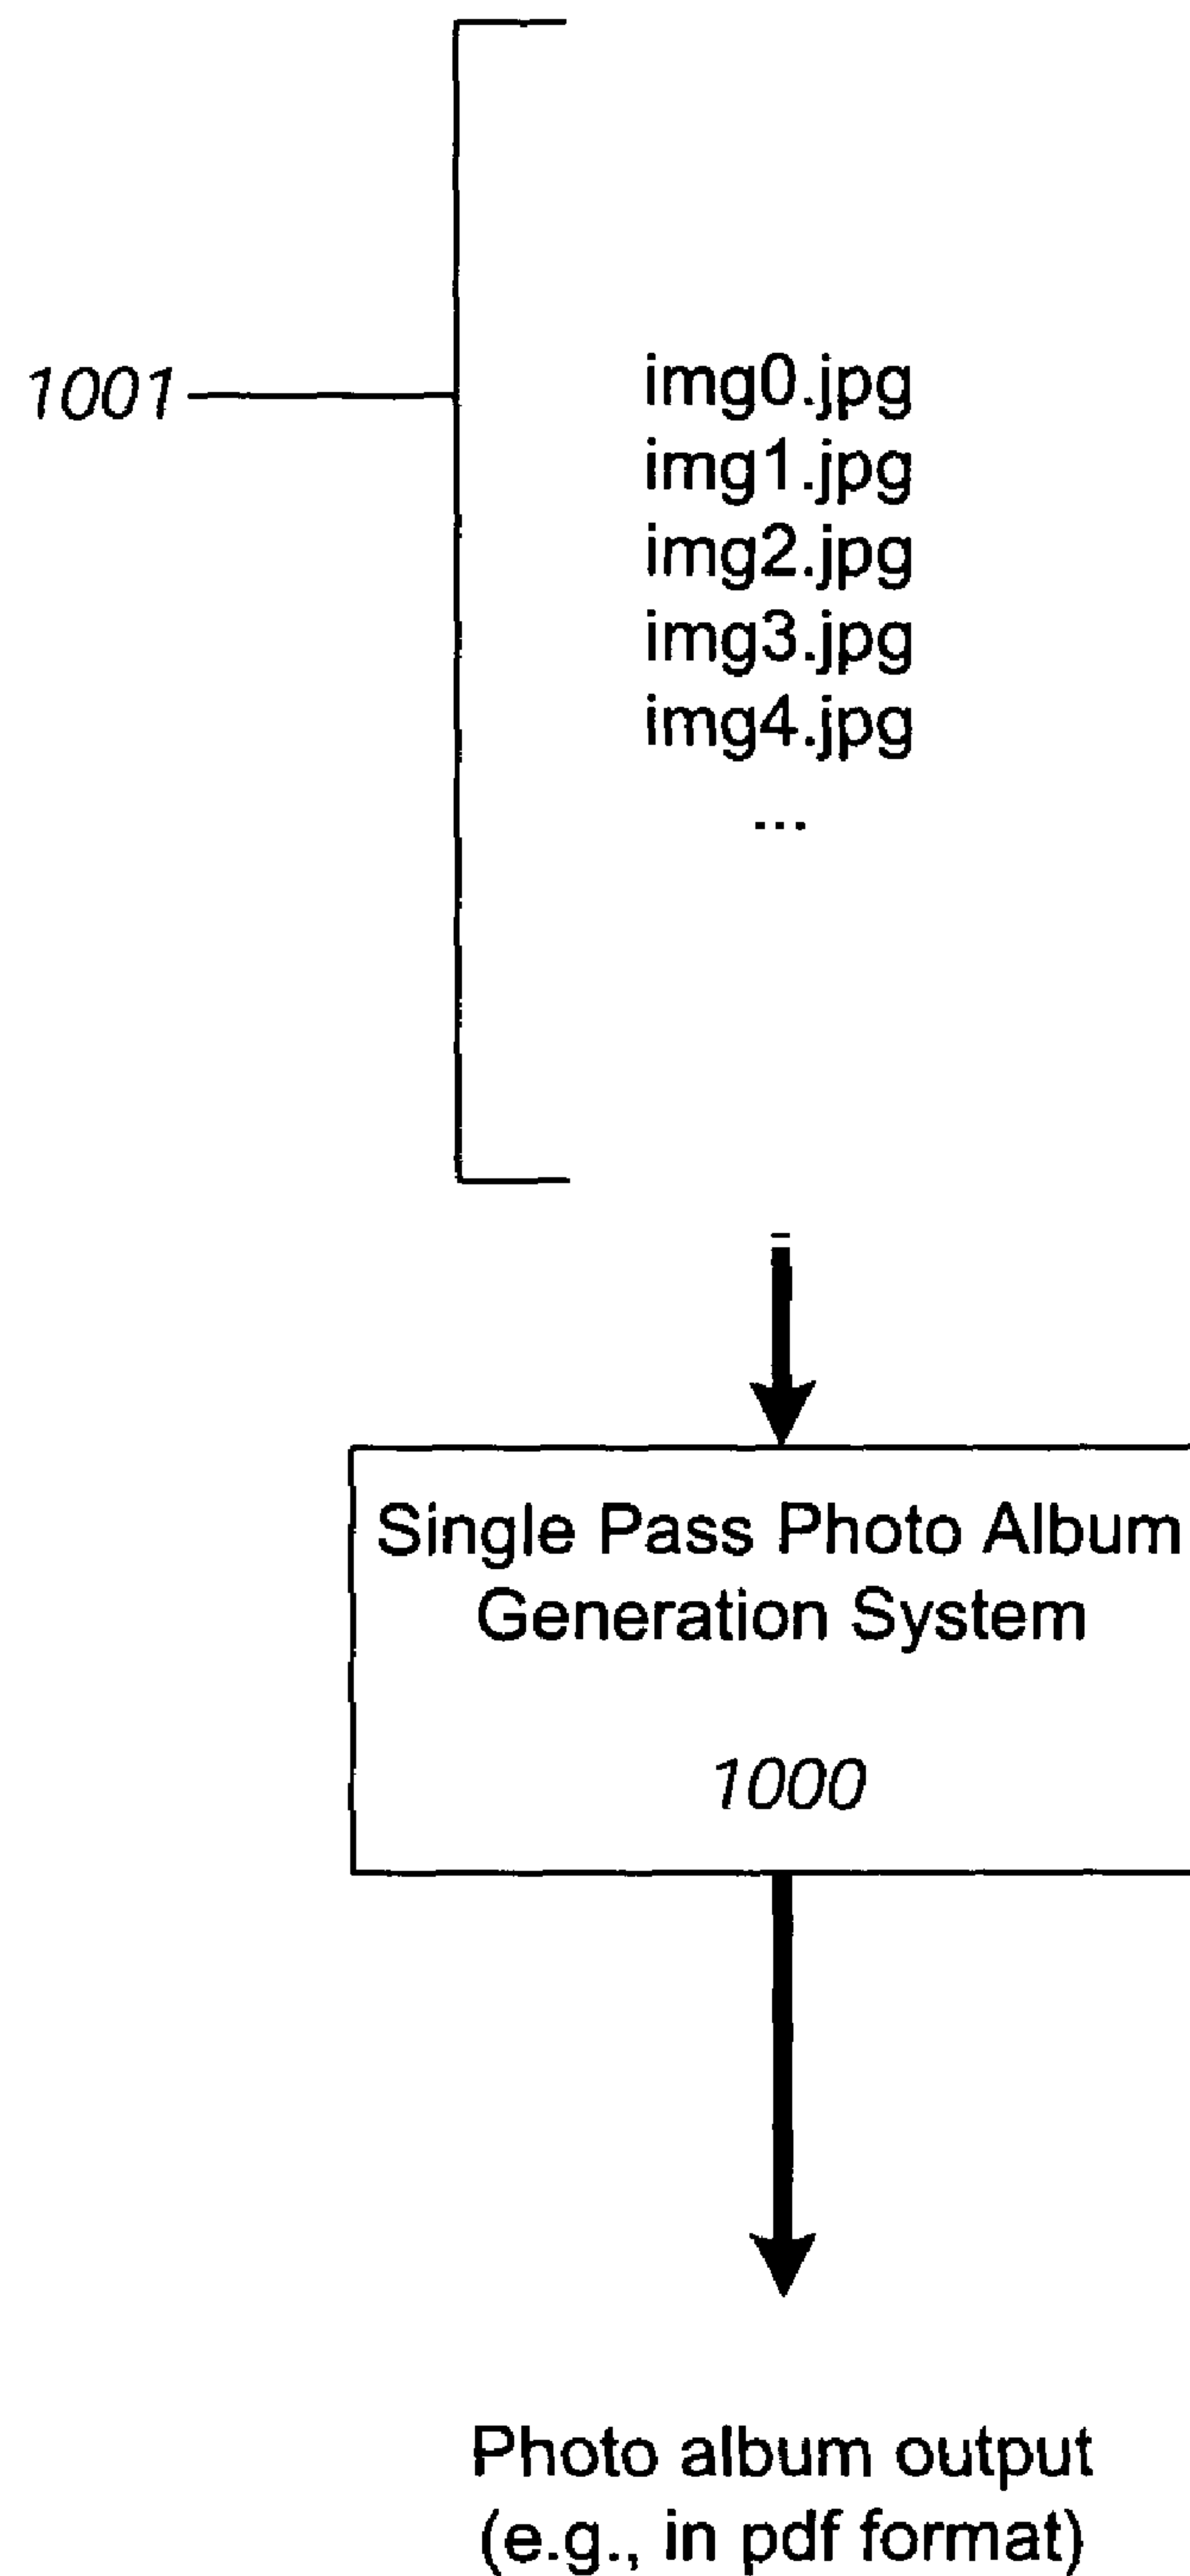 1001
img0.jpg
img1.jpg
img2.jpg
img3.jpg
img4.jpg
...
Single Pass Photo Album
Generation System
1000
Photo album output
(e.g., in pdf format)